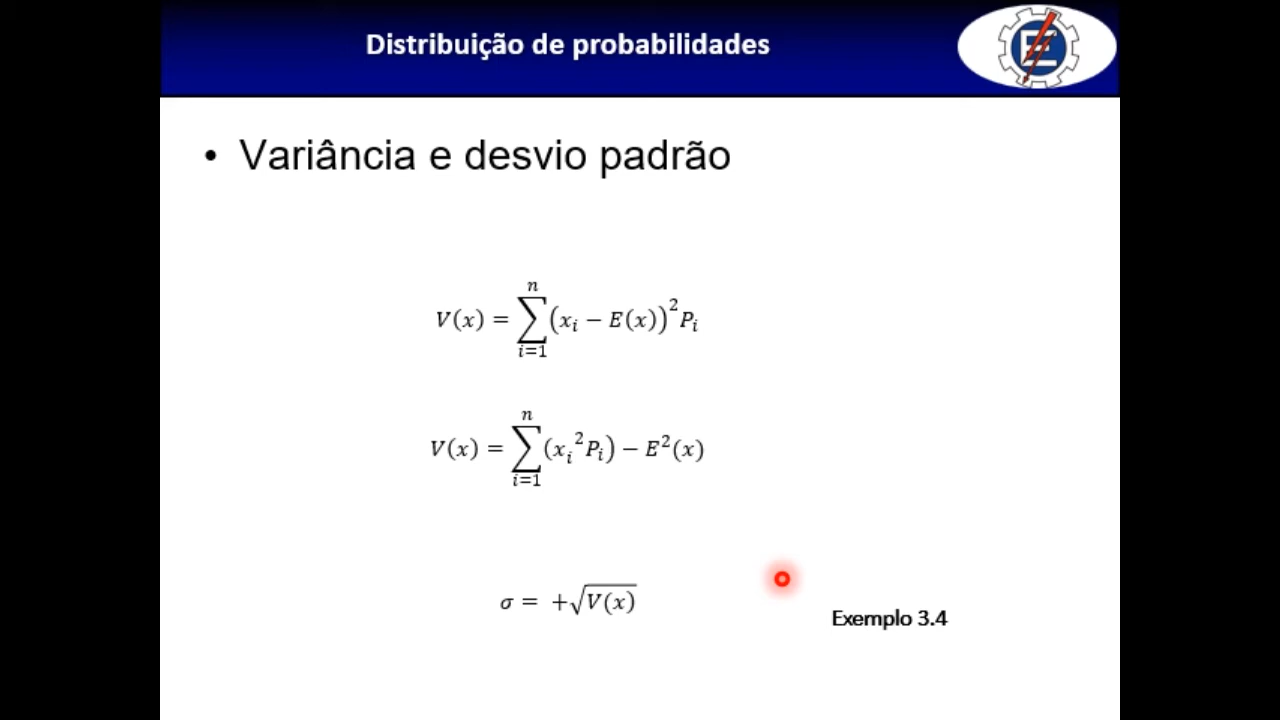 Distribuição de probabilidades
• Variância e desvio padrão
V(x) = ∑_{i=1}^{n} (x_i − E(x))² P_i
V(x) = ∑_{i=1}^{n} (x_i² P_i) − E²(x)
σ = +√V(x)
Exemplo 3.4